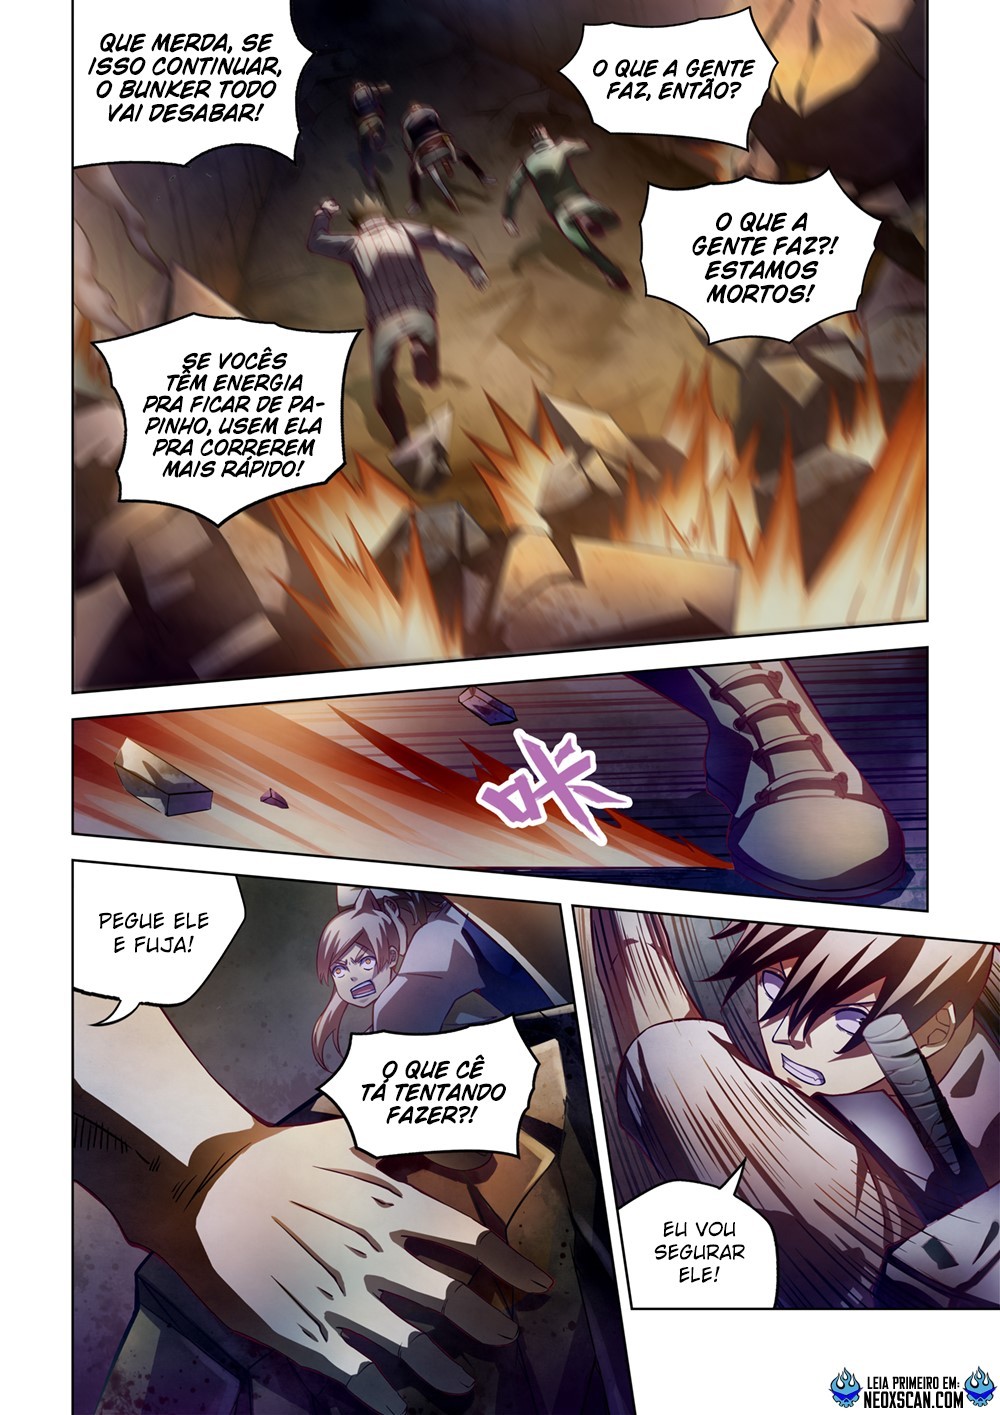 QUE MERDA, SE
ISSO CONTINUAR,
O BUNKER TODO
VAI DESABAR!
O QUE A GENTE
FAZ, ENTÃO?
O QUE A
GENTE FAZ?!
ESTAMOS
MORTOS!
SE VOCÊS
TÊM ENERGIA
PRA FICAR DE PA-
PINHO, USEM ELA
PRA CORREREM
MAIS RÁPIDO!
咔
PEGUE ELE
E FUJA!
O QUE CÊ
TÁ TENTANDO
FAZER?!
EU VOU
SEGURAR
ELE!
LEIA PRIMEIRO EM:
NEOXSCAN.COM